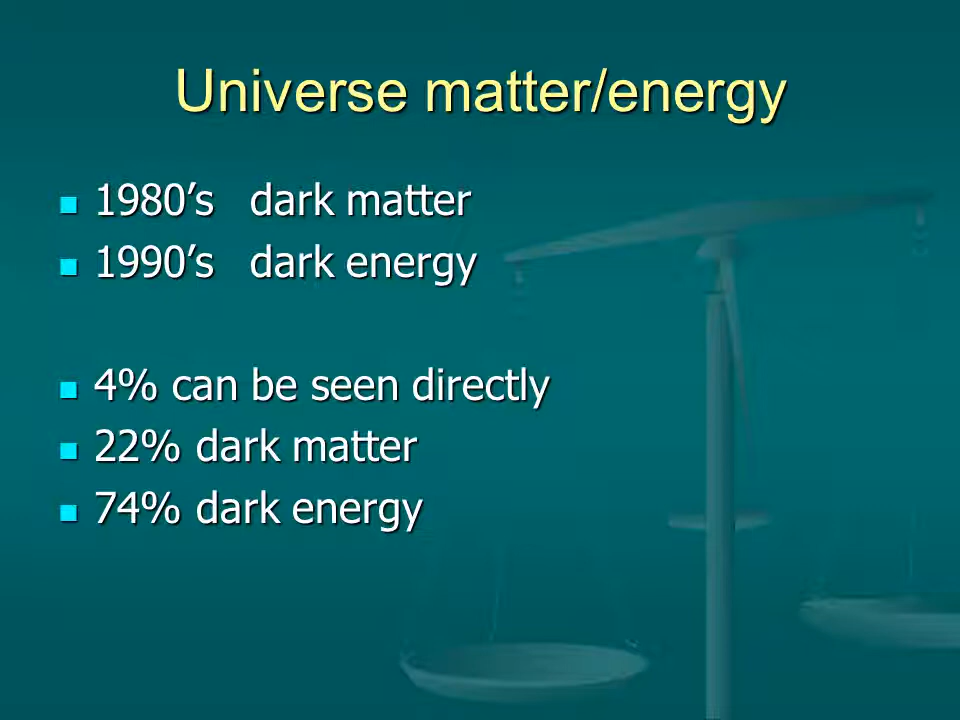 Universe matter/energy
1980’s dark matter
1990’s dark energy
4% can be seen directly
22% dark matter
74% dark energy